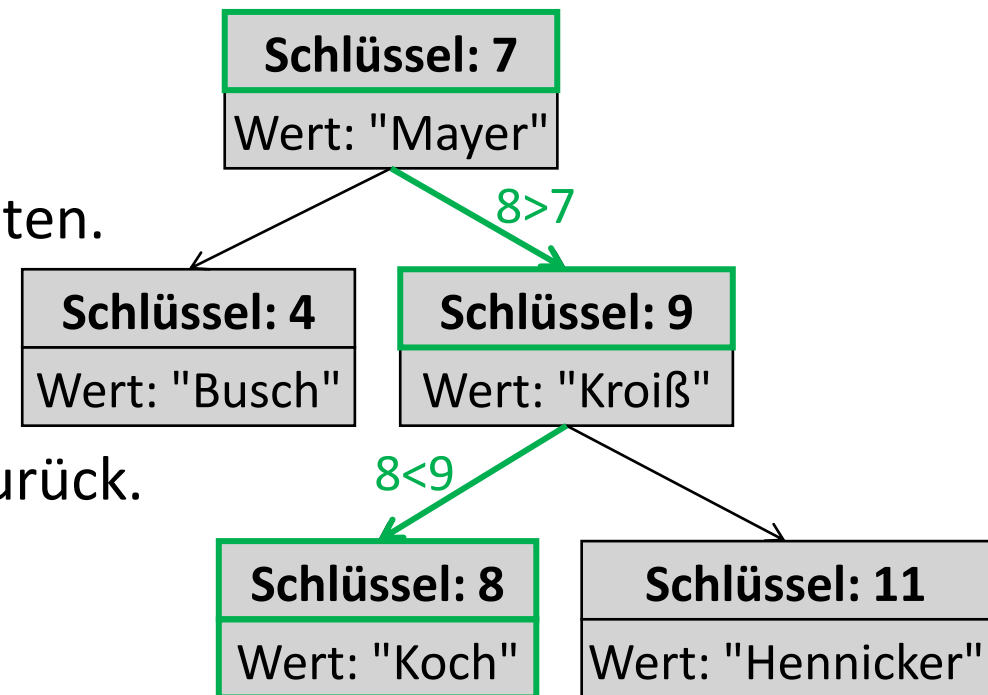 Schlüssel: 7
Wert: "Mayer"
8>7
ten.
Schlüssel: 4
Schlüssel: 9
Wert: "Busch"
Wert: "Kroiß"
8<9
urück.
Schlüssel: 8
Schlüssel: 11
Wert: "Koch"
Wert: "Hennicker"